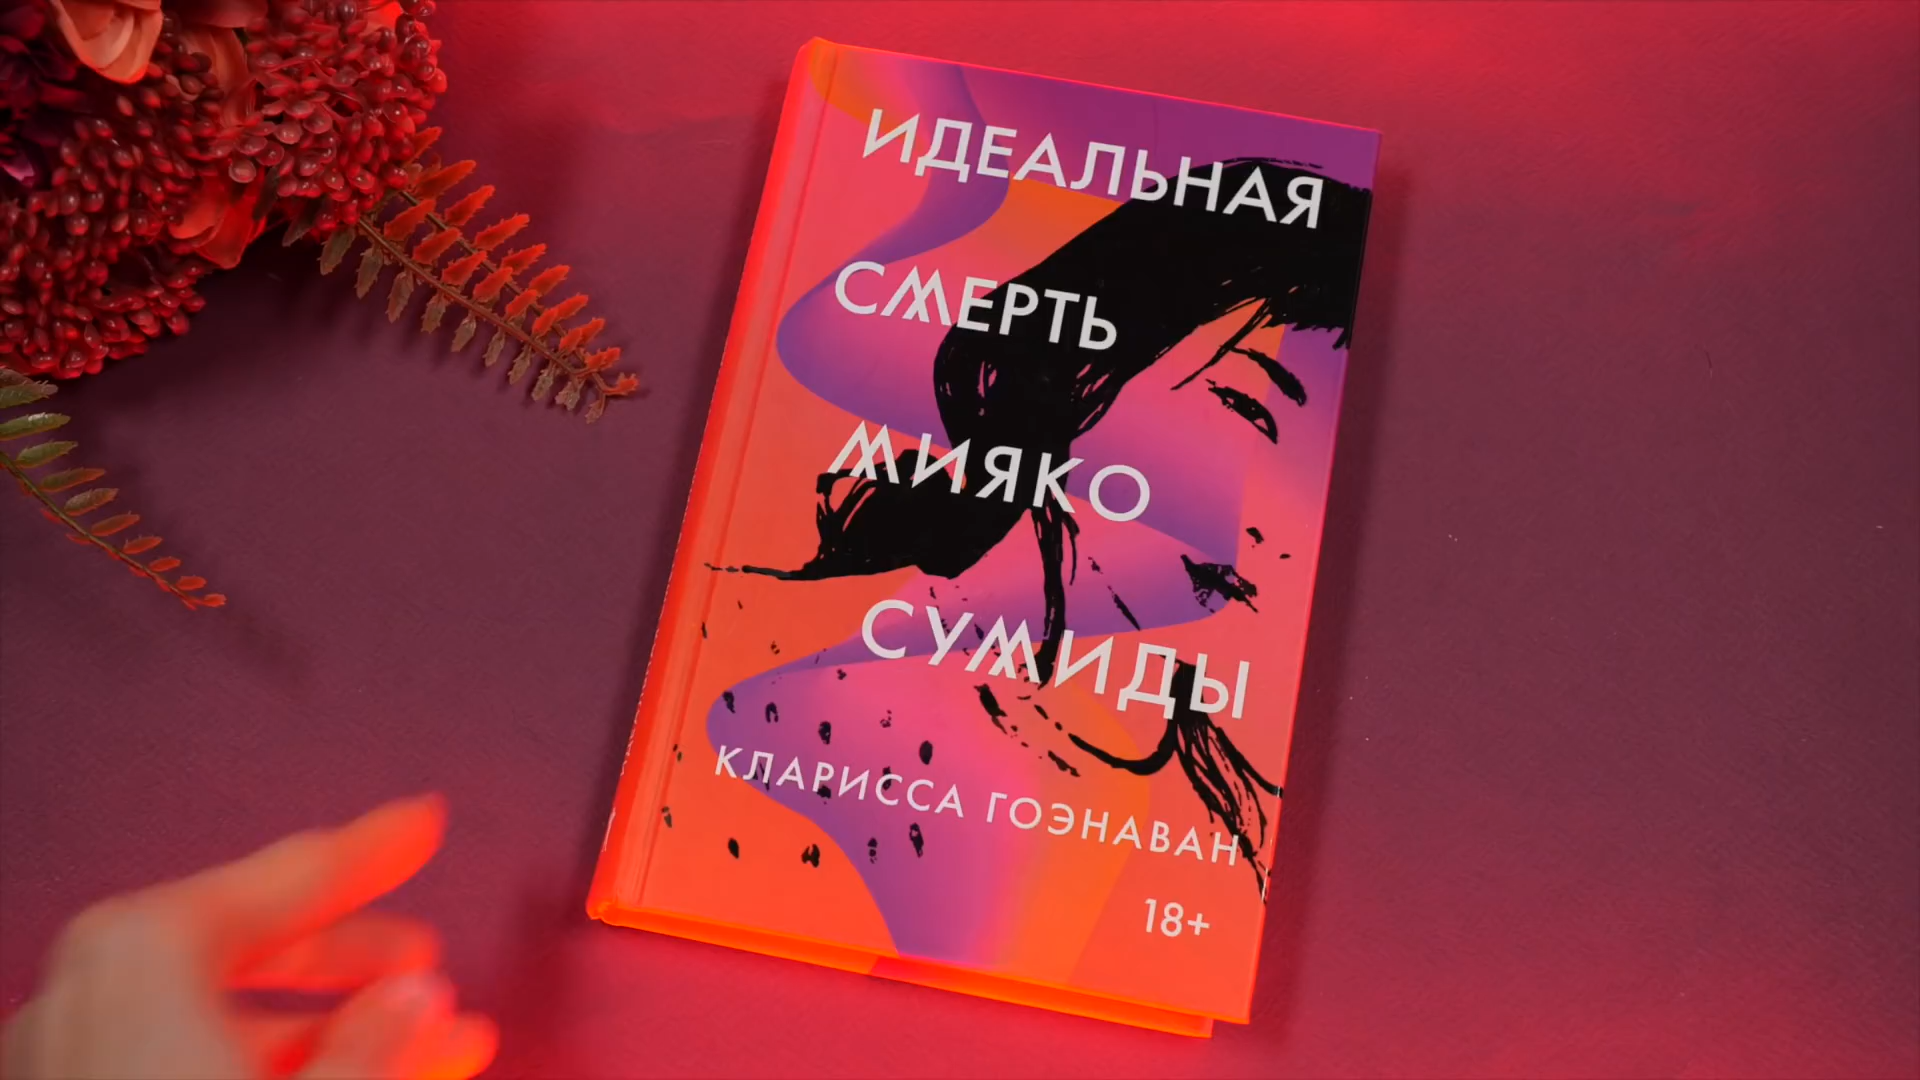 ИДЕАЛЬНАЯ
СМЕРТЬ
МИЯКО
СУМИДЫ
КЛАРИССА ГОЭНАВАН
18+